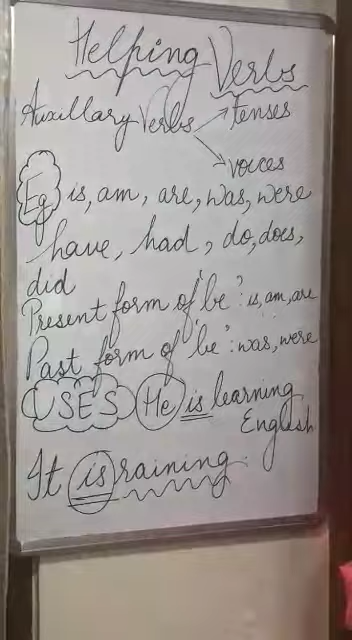 Helping Verbs
Auxillary Verbs → tenses
→ voices
Eg is, am, are, was, were
have, had, do, does,
did
Present form of "be": is, am, are
Past form of "be": was, were
USES He is learning
English
It is raining.